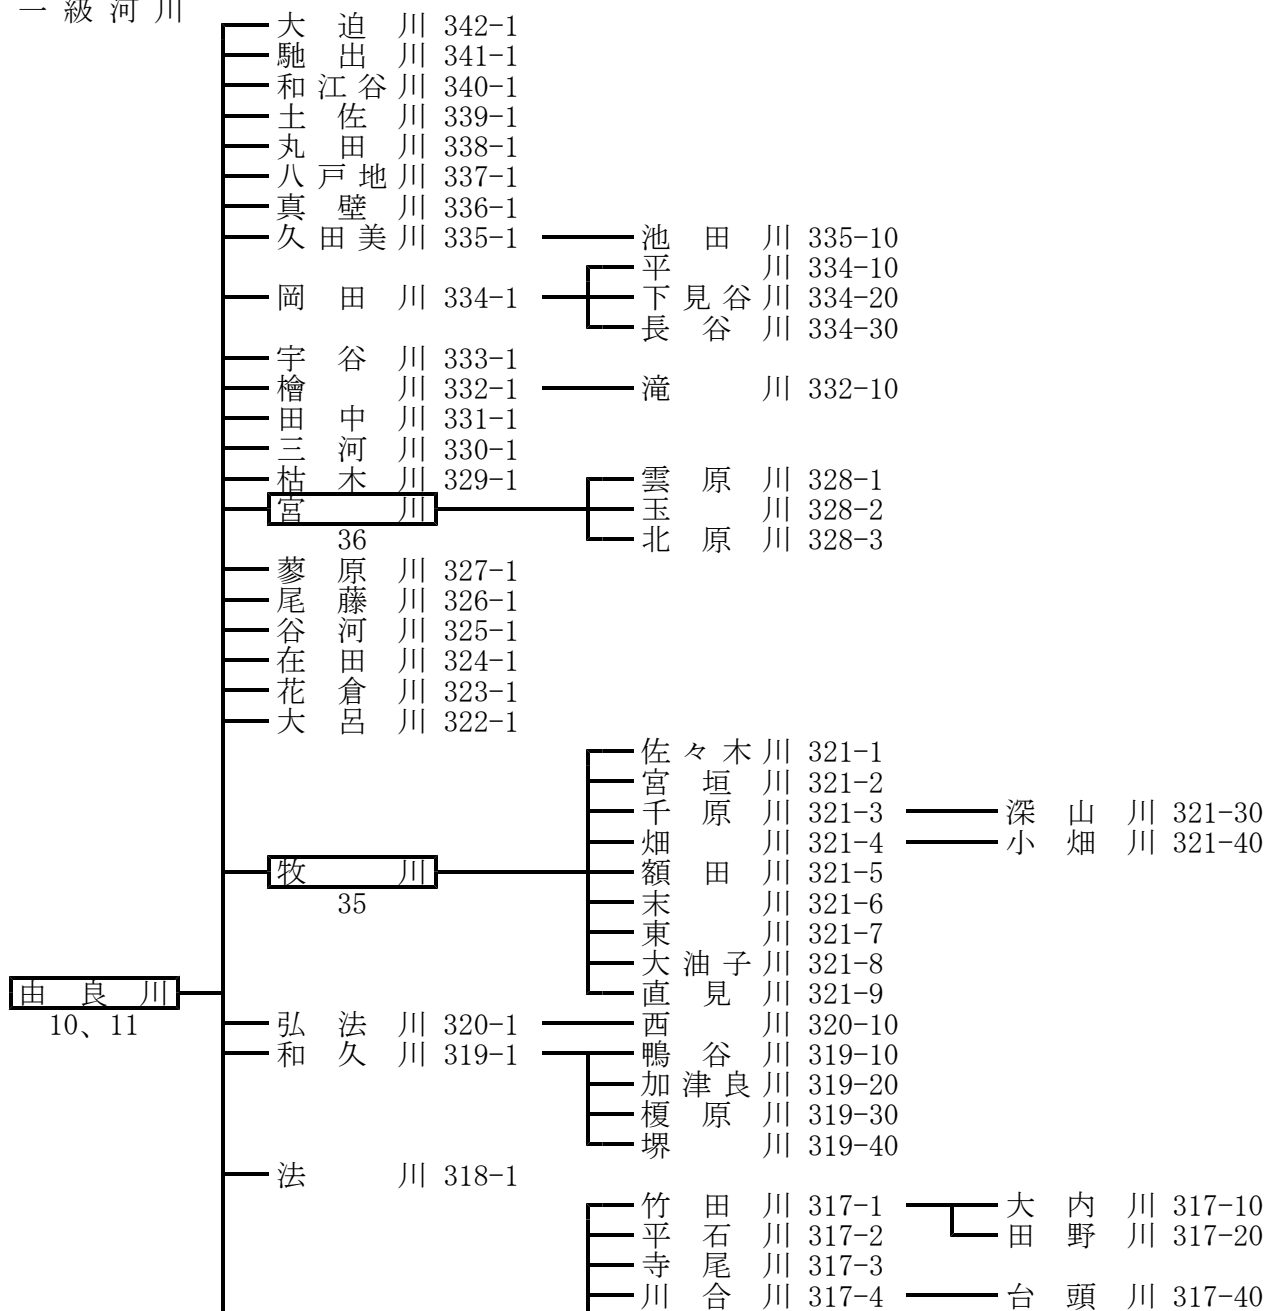 一級河川
大迫川 342-1
馳出川 341-1
和江谷川 340-1
土佐川 339-1
丸田川 338-1
八戸地川 337-1
真壁川 336-1
久田美川 335-1 池田川 335-10
平川 334-10
岡田川 334-1 下見谷川 334-20
長谷川 334-30
宇谷川 333-1
檜川 332-1 滝川 332-10
田中川 331-1
三河川 330-1
枯木川 329-1 雲原川 328-1
宮川 玉川 328-2
36 北原川 328-3
蓼原川 327-1
尾藤川 326-1
谷河川 325-1
在田川 324-1
花倉川 323-1
大呂川 322-1
佐々木川 321-1
宮垣川 321-2
千原川 321-3 深山川 321-30
畑川 321-4 小畑川 321-40
牧川 額田川 321-5
35 末川 321-6
東川 321-7
大油子川 321-8
由良川 直見川 321-9
10、11 弘法川 320-1 西川 320-10
和久川 319-1 鴨谷川 319-10
加津良川 319-20
榎原川 319-30
堺川 319-40
法川 318-1
竹田川 317-1 大内川 317-10
平石川 317-2 田野川 317-20
寺尾川 317-3
川合川 317-4 台頭川 317-40